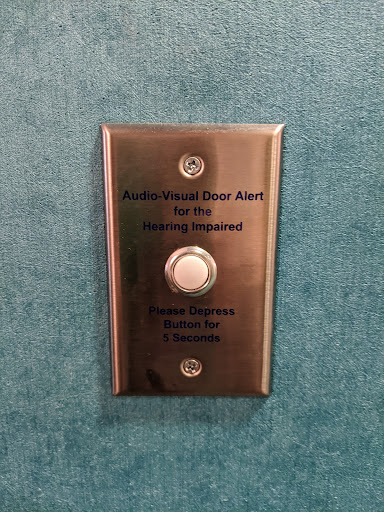 Audio-Visual Door Alert
for the
Hearing Impaired
Please Depress
Button for
5 Seconds